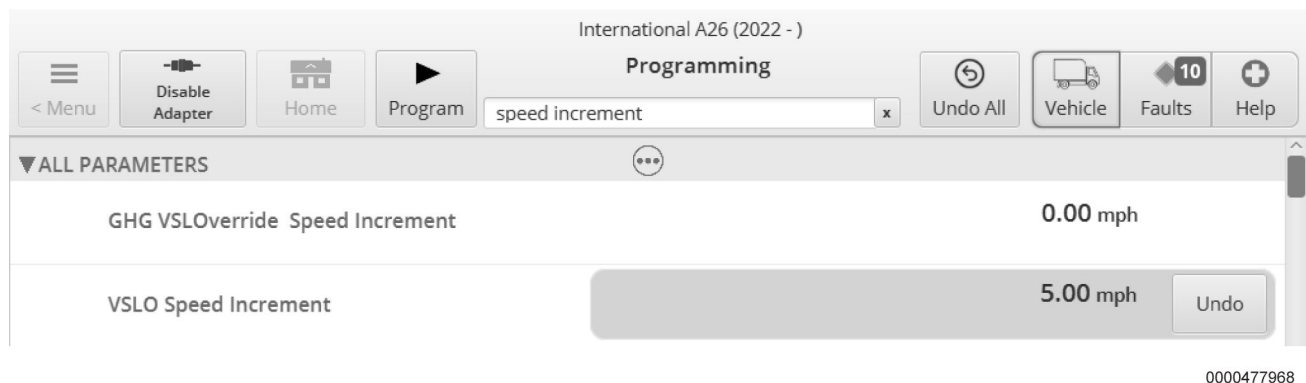 International A26 (2022 - )
< Menu
Disable
Adapter
Home
Program
Programming
speed increment
x
Undo All
Vehicle
10
Faults
Help
▼ALL PARAMETERS
GHG VSLOverride  Speed Increment
0.00 mph
VSLO Speed Increment
5.00 mph
Undo
0000477968